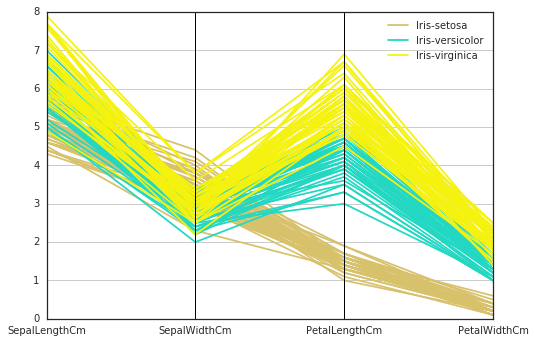 8
7
6
5
4
3
2
1
0
Iris-setosa
Iris-versicolor
Iris-virginica
SepalLengthCm
SepalWidthCm
PetalLengthCm
PetalWidthCm